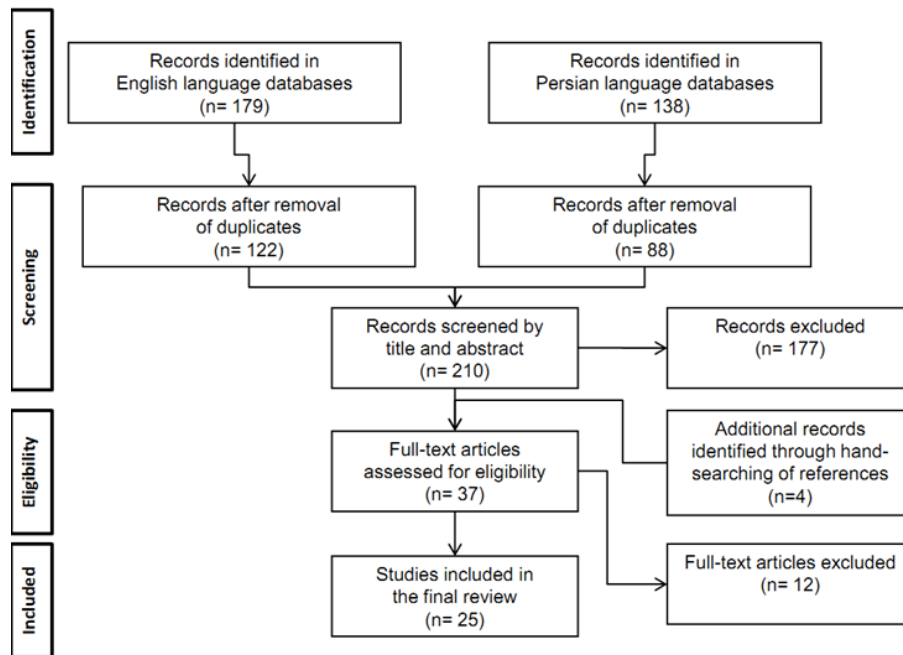 Identification
Records identified in
English language databases
(n= 179)
Records identified in
Persian language databases
(n= 138)
Screening
Records after removal
of duplicates
(n= 122)
Records after removal
of duplicates
(n= 88)
Records screened by
title and abstract
(n= 210)
Records excluded
(n= 177)
Eligibility
Full-text articles
assessed for eligibility
(n= 37)
Additional records
identified through hand-
searching of references
(n=4)
Included
Studies included in
the final review
(n= 25)
Full-text articles excluded
(n= 12)